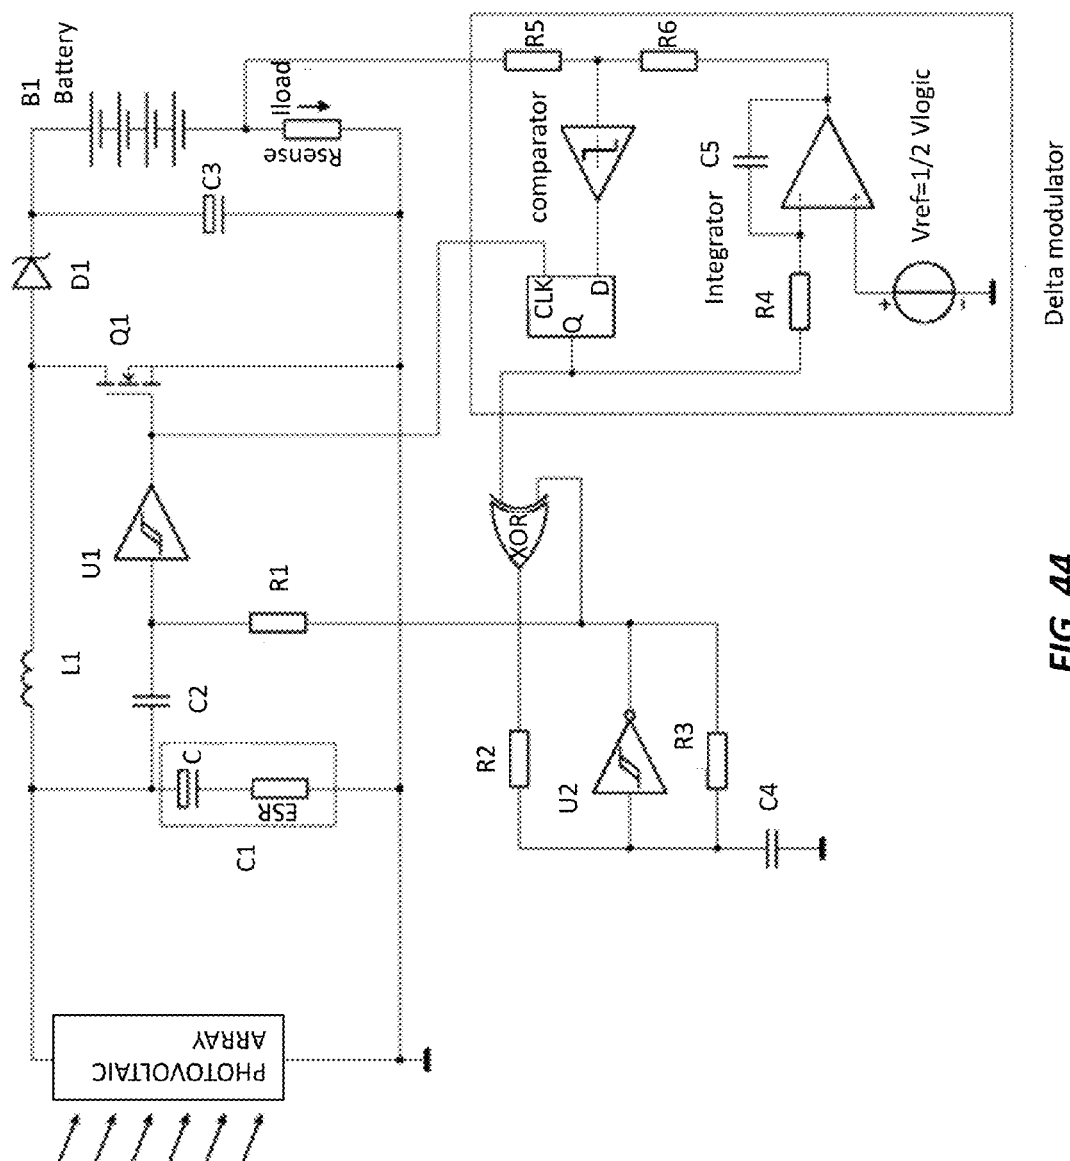 PHOTOVOLTAIC
ARRAY
C1
C
ESR
C2
L1
U1
R1
Q1
D1
C3
B1
Battery
Rsense
Iload
R2
U2
R3
C4
XOR
CLK
Q
D
comparator
R5
R6
Integrator
C5
R4
-
+
+
-
Vref=1/2 Vlogic
Delta modulator
FIG. 44